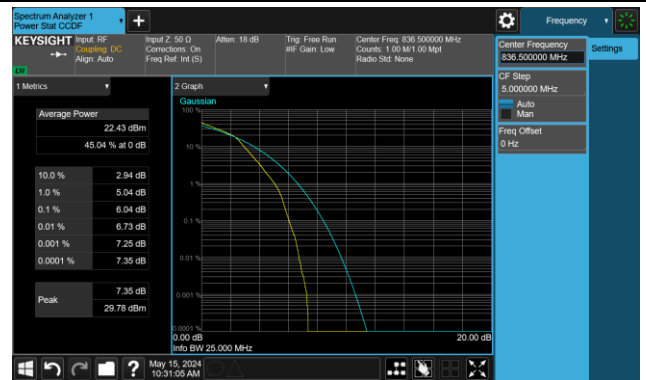 Spectrum Analyzer 1
Power Stat CCDF
Frequency
KEYSIGHT
Input: RF
Coupling: DC
Align: Auto
Input Z: 50 Ω
Corrections: On
Freq Ref: Int (S)
Atten: 18 dB
Trig: Free Run
#IF Gain: Low
Center Freq: 836.500000 MHz
Counts: 1.00 M/1.00 Mpt
Radio Std: None
Center Frequency
836.500000 MHz
Settings
CF Step
5.000000 MHz
Auto
Man
Freq Offset
0 Hz
1 Metrics
Average Power
22.43 dBm
45.04 % at 0 dB
10.0 % 2.94 dB
1.0 % 5.04 dB
0.1 % 6.04 dB
0.01 % 6.73 dB
0.001 % 7.25 dB
0.0001 % 7.35 dB
Peak
7.35 dB
29.78 dBm
2 Graph
Gaussian
100 %
10 %
1 %
0.1 %
0.01 %
0.001 %
0.0001 %
0.00 dB
20.00 dB
Info BW 25.000 MHz
May 15, 2024
10:31:05 AM